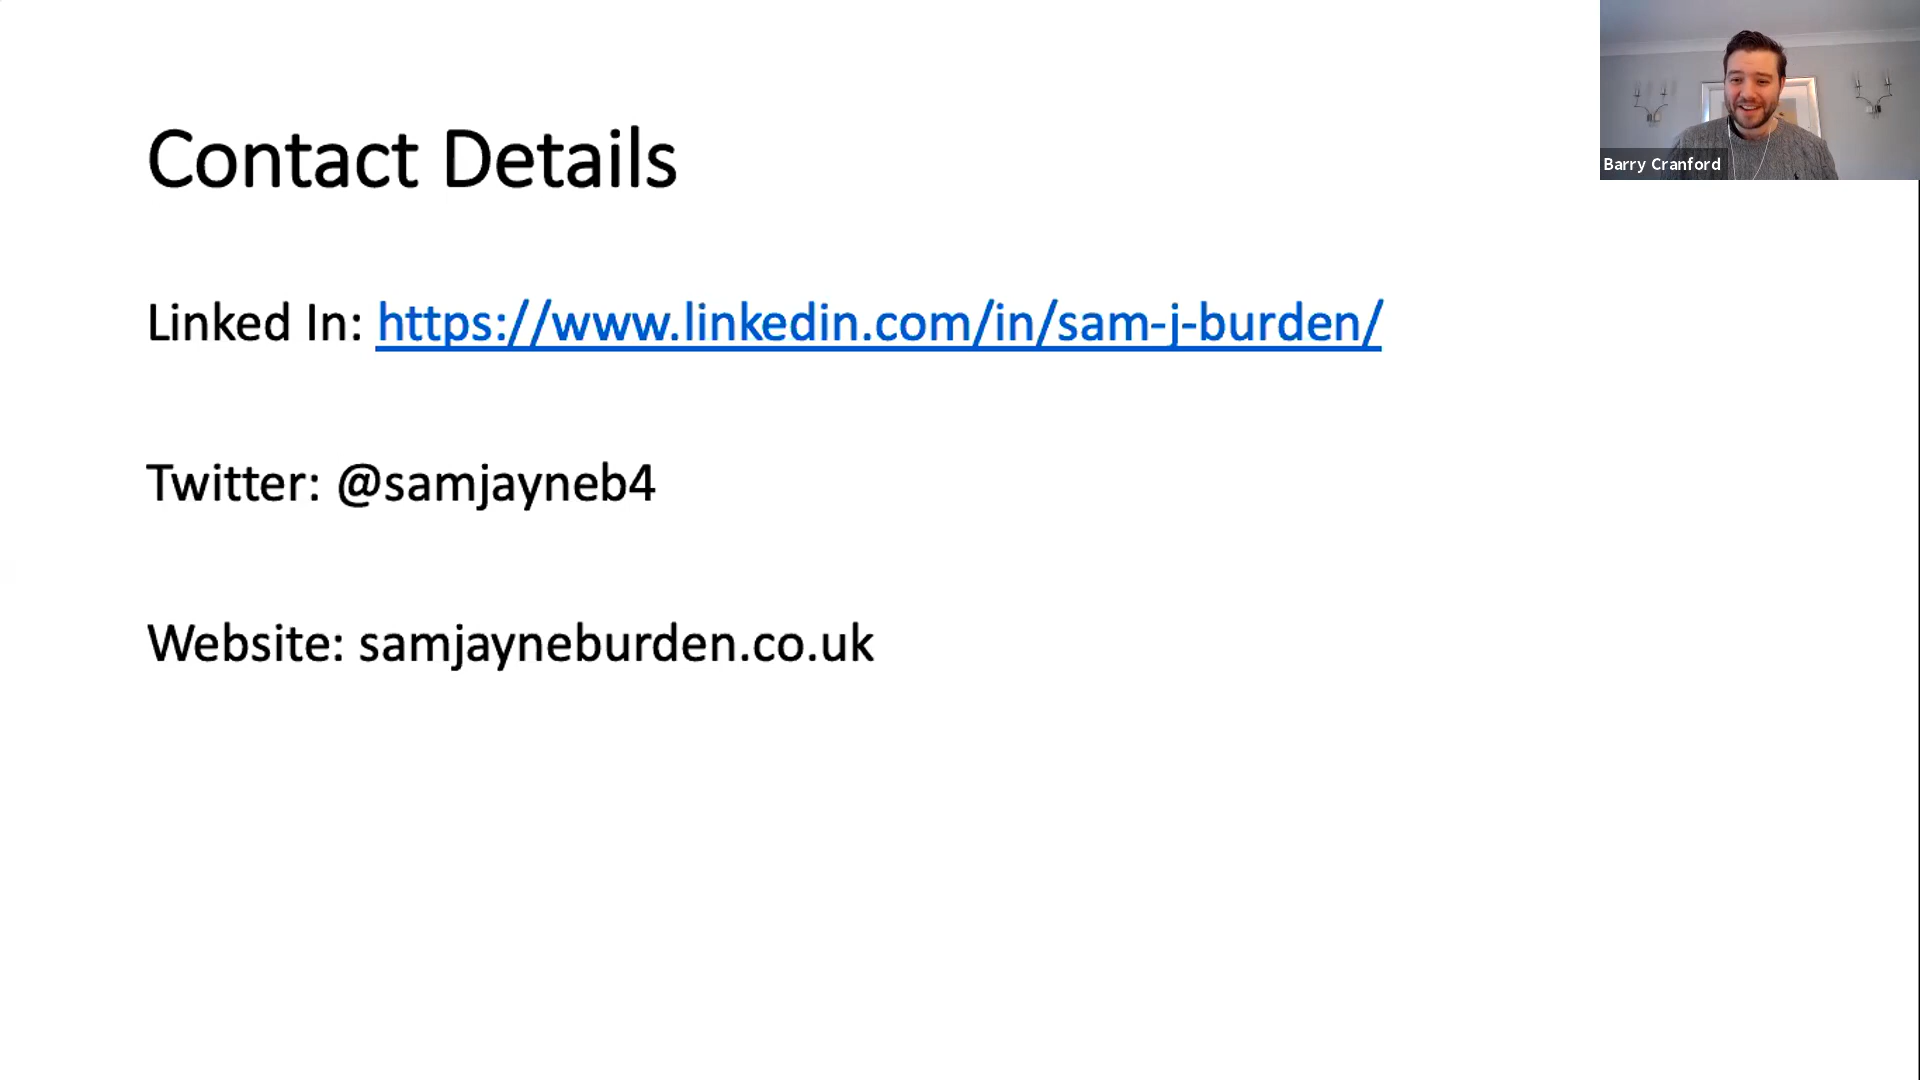 Contact Details
Linked In: https://www.linkedin.com/in/sam-j-burden/
Twitter: @samjayneb4
Website: samjayneburden.co.uk
Barry Cranford